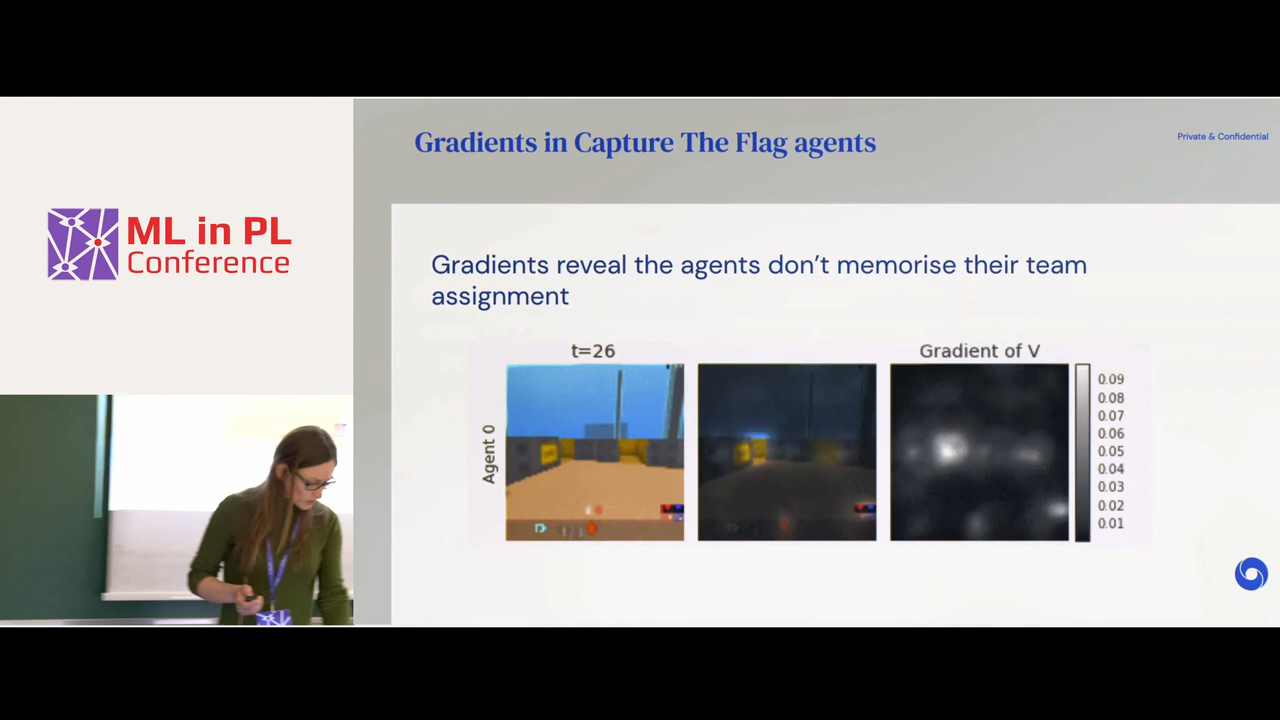 Gradients in Capture The Flag agents
Private & Confidential
ML in PL
Conference
Gradients reveal the agents don't memorise their team
assignment
t=26
Gradient of V
Agent 0
0.09
0.08
0.07
0.06
0.05
0.04
0.03
0.02
0.01